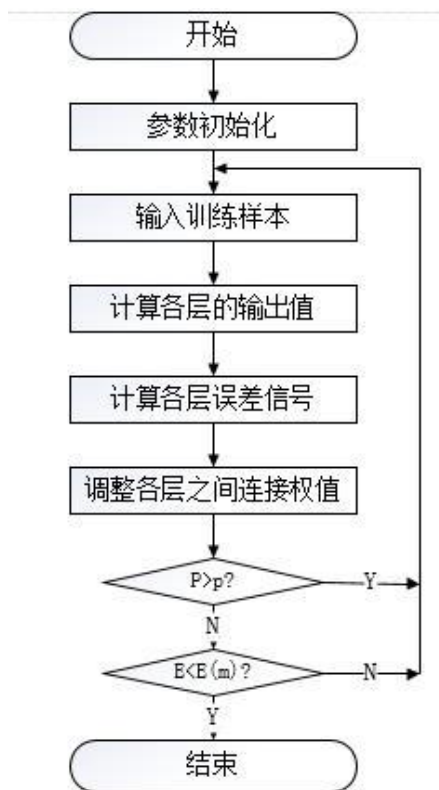 开始
参数初始化
输入训练样本
计算各层的输出值
计算各层误差信号
调整各层之间连接权值
P>p?
Y
N
E<E(m)?
N
Y
结束